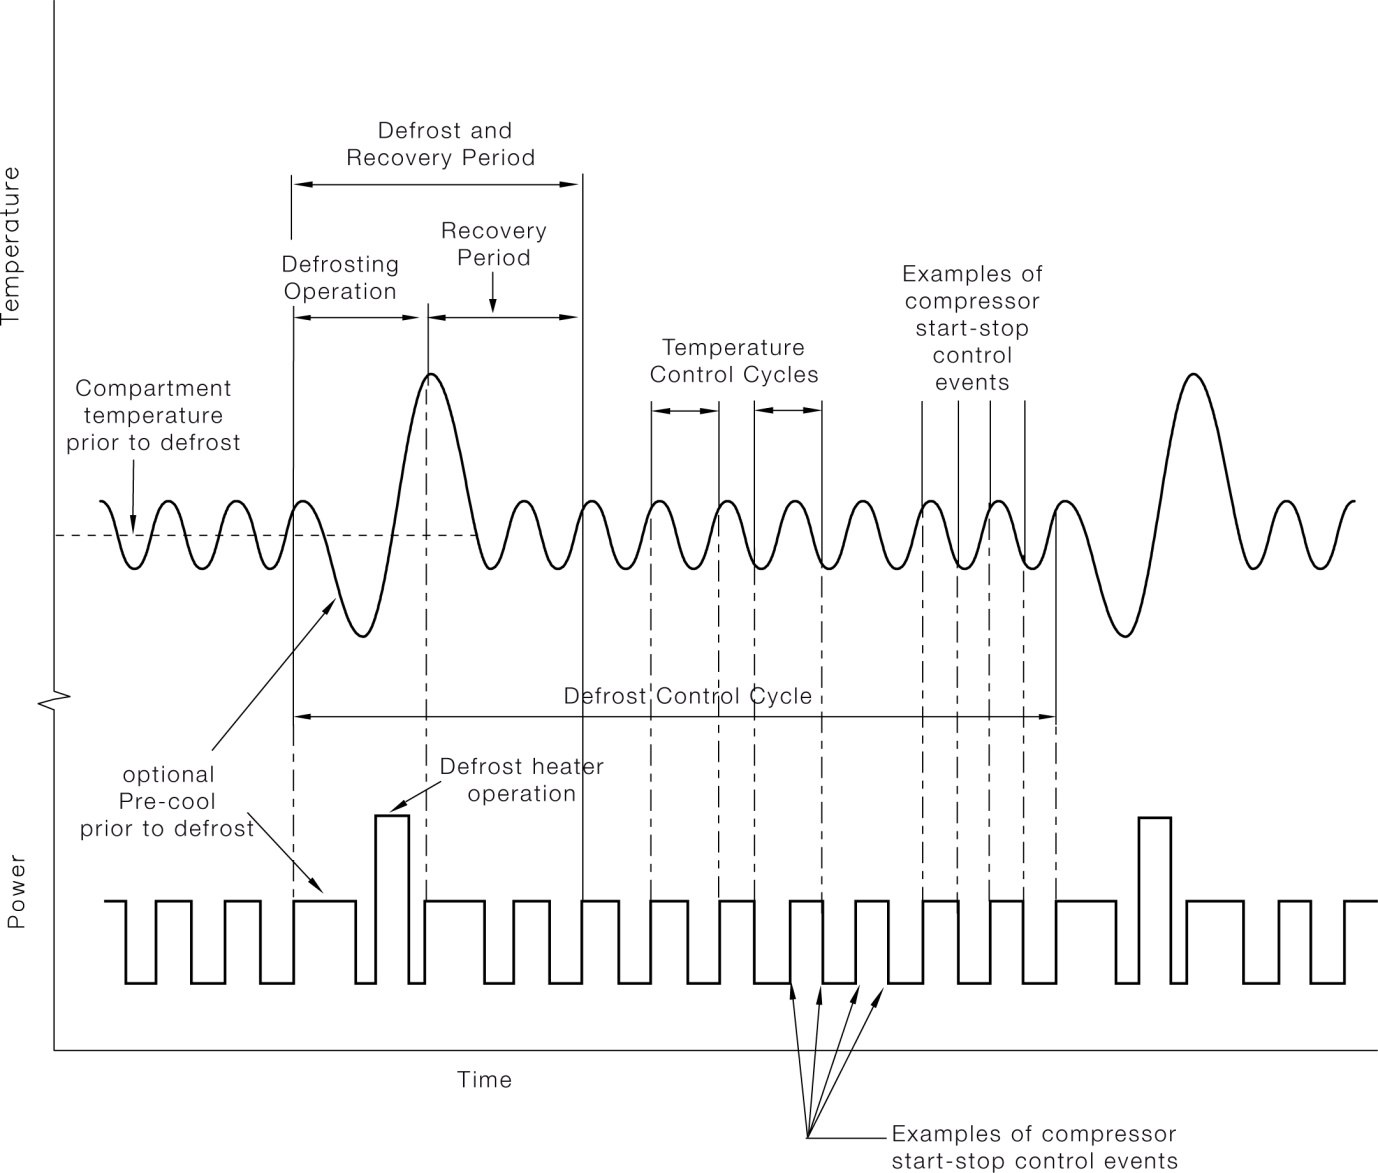 Defrost and
Recovery Period
Recovery
Period
Defrosting
Operation
Temperature
Examples of
compressor
start-stop
control
events
Temperature
Control Cycles
Compartment
temperature
prior to defrost
Defrost Control Cycle
optional
Pre-cool
prior to defrost
Defrost heater
operation
Power
Time
Examples of compressor
start-stop control events